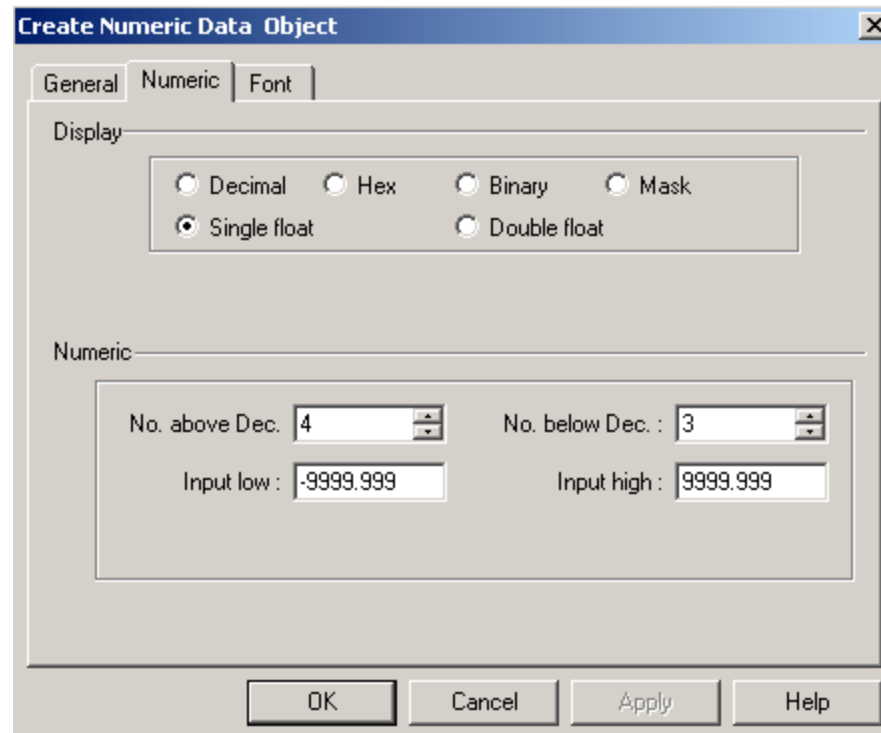 Create Numeric Data Object
General Numeric Font
Display
Decimal Hex Binary Mask
Single float Double float
Numeric
No. above Dec. 4 No. below Dec. : 3
Input low : -9999.999 Input high : 9999.999
OK Cancel Apply Help